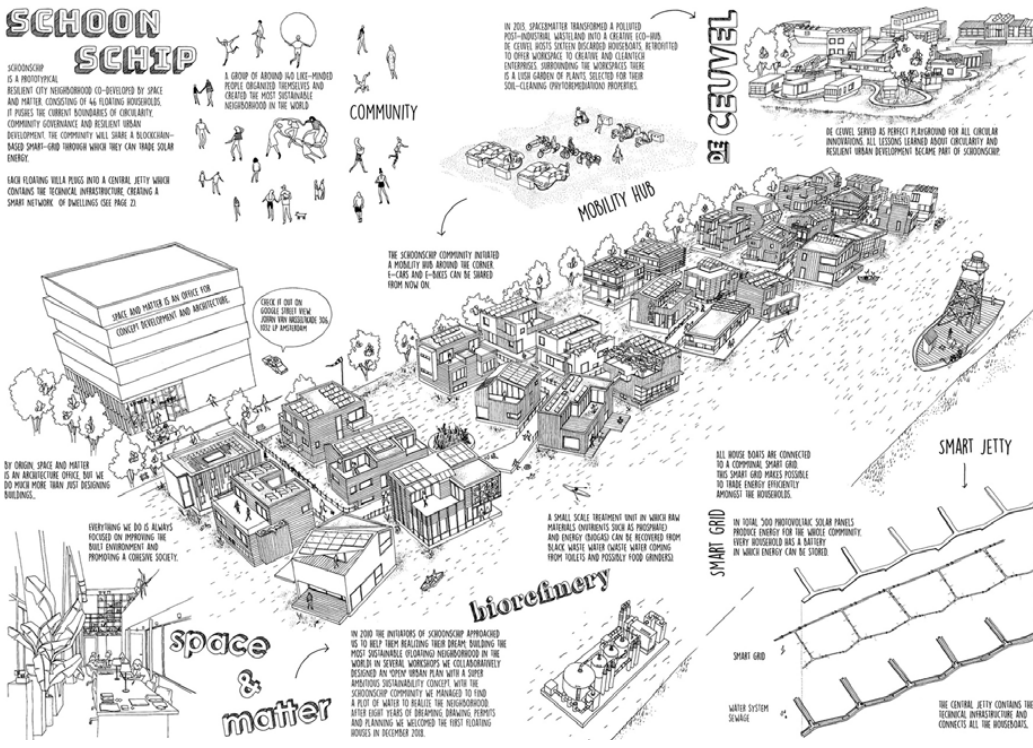 SCHOON
SCHIP
SCHOONSCHIP
IS A PROTOTYPICAL
RESILIENT CITY NEIGHBORHOOD CO-DEVELOPED BY SPACE
AND MATTER. CONSISTING OF 46 FLOATING HOUSEHOLDS,
IT PUSHES THE CURRENT BOUNDARIES OF CIRCULARITY,
COMMUNITY GOVERNANCE AND RESILIENT URBAN
DEVELOPMENT. THE COMMUNITY WILL SHARE A BLOCKCHAIN-
BASED SMART-GRID THROUGH WHICH THEY CAN TRADE SOLAR
ENERGY.
EACH FLOATING VILLA PLUGS INTO A CENTRAL JETTY WHICH
CONTAINS THE TECHNICAL INFRASTRUCTURE, CREATING A
SMART NETWORK OF DWELLINGS (SEE PAGE 2).
A GROUP OF AROUND 140 LIKE-MINDED
PEOPLE ORGANIZED THEMSELVES AND
CREATED THE MOST SUSTAINABLE
NEIGHBORHOOD IN THE WORLD
COMMUNITY
IN 2013, SPACE&MATTER TRANSFORMED A POLLUTED
POST-INDUSTRIAL WASTELAND INTO A CREATIVE ECO-HUB.
DE CEUVEL HOSTS SIXTEEN DISCARDED HOUSEBOATS, RETROFITTED
TO OFFER WORKSPACE TO CREATIVE AND CLEANTECH
ENTERPRISES. SURROUNDING THE WORKSPACES THERE
IS A LUSH GARDEN OF PLANTS, SELECTED FOR THEIR
SOIL-CLEANING (PHYTOREMEDIATION) PROPERTIES.
DE CEUVEL
DE CEUVEL SERVED AS PERFECT PLAYGROUND FOR ALL CIRCULAR
INNOVATIONS. ALL LESSONS LEARNED ABOUT CIRCULARITY AND
RESILIENT URBAN DEVELOPMENT BECAME PART OF SCHOONSCHIP.
MOBILITY HUB
THE SCHOONSCHIP COMMUNITY INITIATED
A MOBILITY HUB AROUND THE CORNER.
E-CARS AND E-BIKES CAN BE SHARED
FROM NOW ON.
SPACE AND MATTER IS AN OFFICE FOR
CONCEPT DEVELOPMENT AND ARCHITECTURE.
CHECK IT OUT ON
GOOGLE STREET VIEW.
JOHAN VAN HASSELTKADE 306,
1032 LP AMSTERDAM
BY ORIGIN, SPACE AND MATTER
IS AN ARCHITECTURE OFFICE, BUT WE
DO MUCH MORE THAN JUST DESIGNING
BUILDINGS.
EVERYTHING WE DO IS ALWAYS
FOCUSED ON IMPROVING THE
BUILT ENVIRONMENT AND
PROMOTING A COHESIVE SOCIETY.
space
&
matter
IN 2010 THE INITIATORS OF SCHOONSCHIP APPROACHED
US TO HELP THEM REALIZING THEIR DREAM; BUILDING THE
MOST SUSTAINABLE (FLOATING) NEIGHBORHOOD IN THE
WORLD! IN SEVERAL WORKSHOPS WE COLLABORATIVELY
DESIGNED AN 'OPEN' URBAN PLAN WITH A SUPER
AMBITIOUS SUSTAINABILITY CONCEPT. WITH THE
SCHOONSCHIP COMMUNITY WE MANAGED TO FIND
A PLOT OF WATER TO REALIZE THE NEIGHBORHOOD.
AFTER EIGHT YEARS OF DREAMING, DRAWING, PERMITS
AND PLANNING WE WELCOMED THE FIRST FLOATING
HOUSES IN DECEMBER 2018.
A SMALL SCALE TREATMENT UNIT IN WHICH RAW
MATERIALS (NUTRIENTS SUCH AS PHOSPHATE)
AND ENERGY (BIOGAS) CAN BE RECOVERED FROM
BLACK WASTE WATER (WASTE WATER COMING
FROM TOILETS AND POSSIBLY FOOD GRINDERS).
biorefinery
ALL HOUSE BOATS ARE CONNECTED
TO A COMMUNAL SMART GRID.
THIS SMART GRID MAKES POSSIBLE
TO TRADE ENERGY EFFICIENTLY
AMONGST THE HOUSEHOLDS.
SMART GRID
IN TOTAL 500 PHOTOVOLTAIC SOLAR PANELS
PRODUCE ENERGY FOR THE WHOLE COMMUNITY.
EVERY HOUSEHOLD HAS A BATTERY
IN WHICH ENERGY CAN BE STORED.
SMART JETTY
SMART GRID
WATER SYSTEM
SEWAGE
THE CENTRAL JETTY CONTAINS THE
TECHNICAL INFRASTRUCTURE AND
CONNECTS ALL THE HOUSEBOATS.